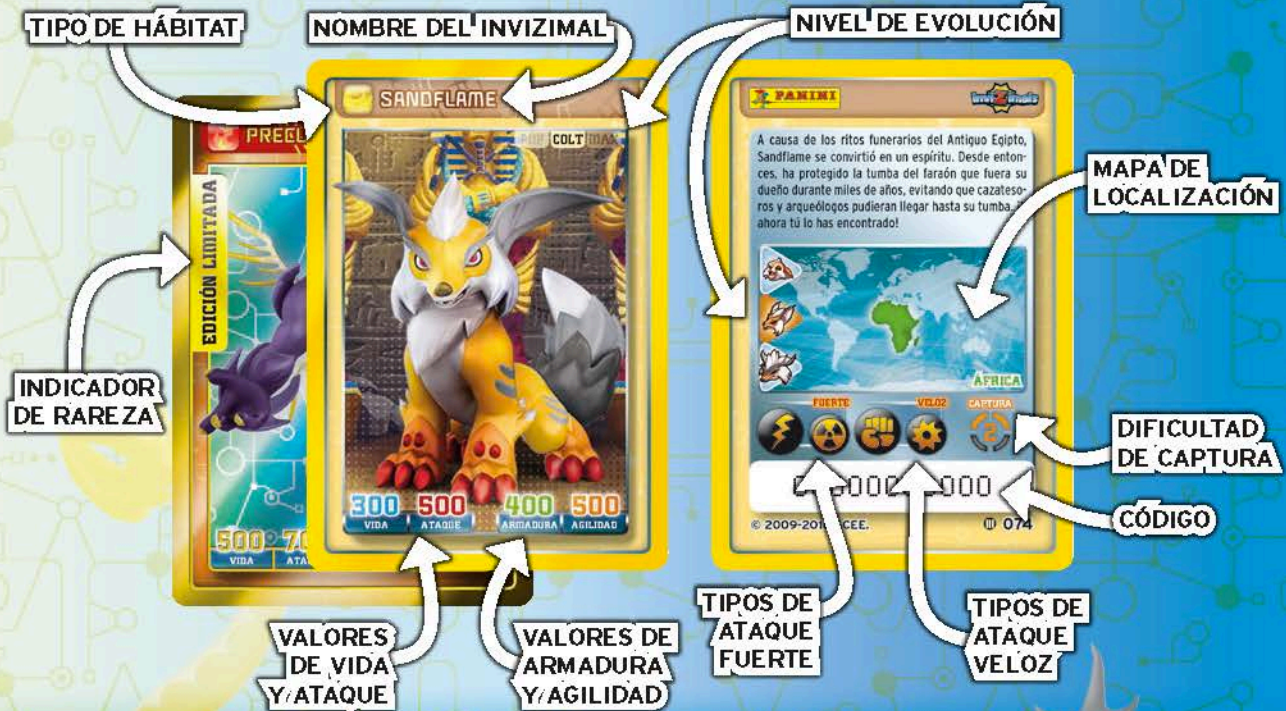 TIPO DE HÁBITAT
NOMBRE DEL INVIZIMAL
NIVEL DE EVOLUCIÓN
SANDFLAME
COLT MAX
EDICIÓN LIMITADA
300 500 400 500
VIDA ATAQUE ARMADURA AGILIDAD
500
VIDA
INDICADOR
DE RAREZA
VALORES
DE VIDA
Y ATAQUE
VALORES DE
ARMADURA
Y AGILIDAD
PANINI
invizimals
A causa de los ritos funerarios del Antiguo Egipto,
Sandflame se convirtió en un espíritu. Desde enton-
ces, ha protegido la tumba del faraón que fuera su
dueño durante miles de años, evitando que cazateso-
ros y arqueólogos pudieran llegar hasta su tumba.
ahora tú lo has encontrado!
MAPA DE
LOCALIZACIÓN
ÁFRICA
FUERTE VELOZ CAPTURA
2
DIFICULTAD
DE CAPTURA
CÓDIGO
074
TIPOS DE
ATAQUE
FUERTE
TIPOS DE
ATAQUE
VELOZ